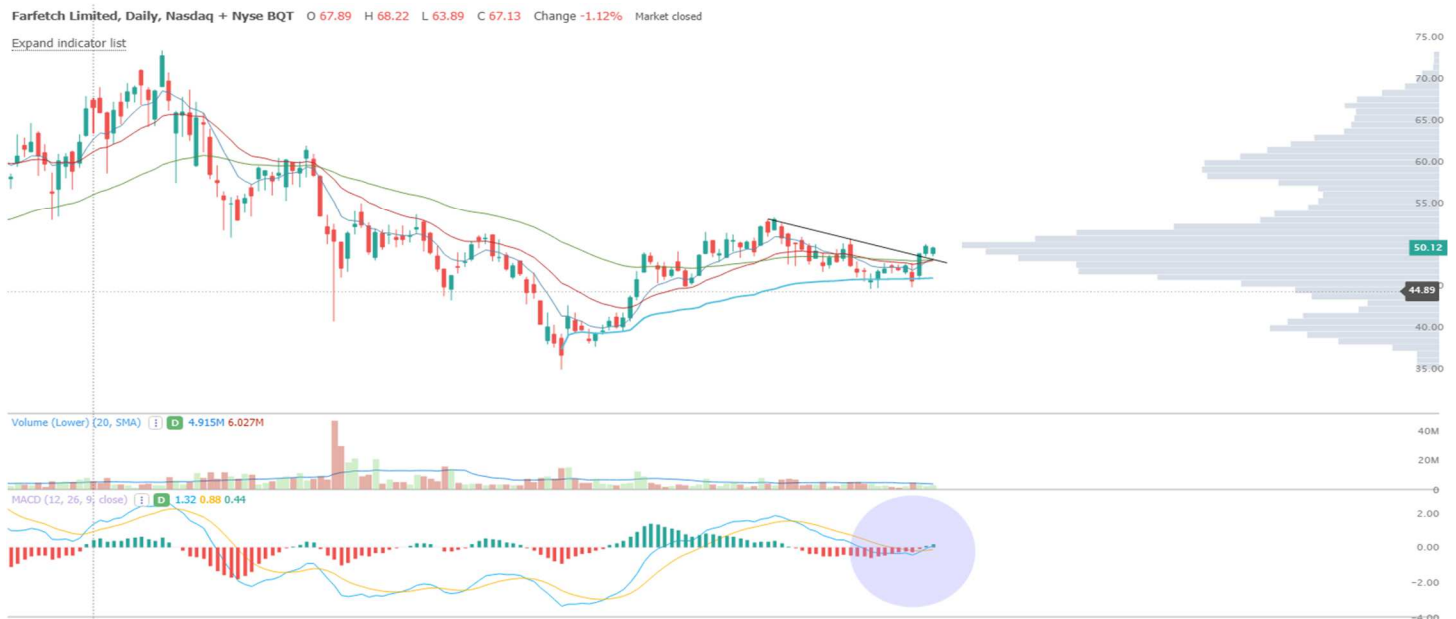 Farfetch Limited, Daily, Nasdaq + Nyse BQT O 67.89 H 68.22 L 63.89 C 67.13 Change -1.12% Market closed
Expand indicator list
75.00
70.00
65.00
60.00
55.00
50.12
44.89
40.00
35.00
Volume (Lower) (20, SMA) D 4.915M 6.027M
40M
20M
0
MACD (12, 26, 9, close) D 1.32 0.88 0.44
2.00
0.00
-2.00
-4.00